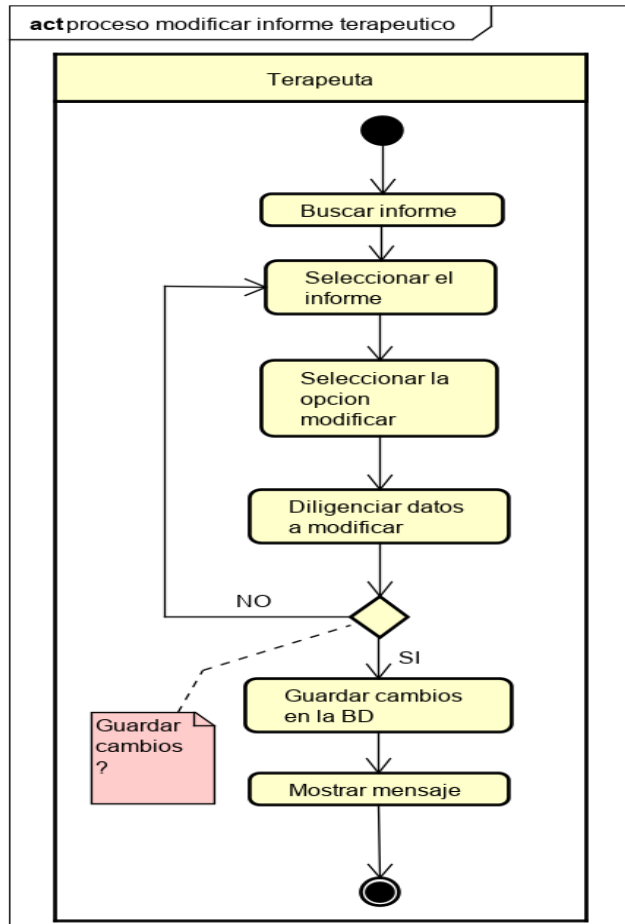 act proceso modificar informe terapeutico
Terapeuta
Buscar informe
Seleccionar el
informe
Seleccionar la
opcion
modificar
Diligenciar datos
a modificar
NO
SI
Guardar cambios
en la BD
Guardar
cambios
?
Mostrar mensaje